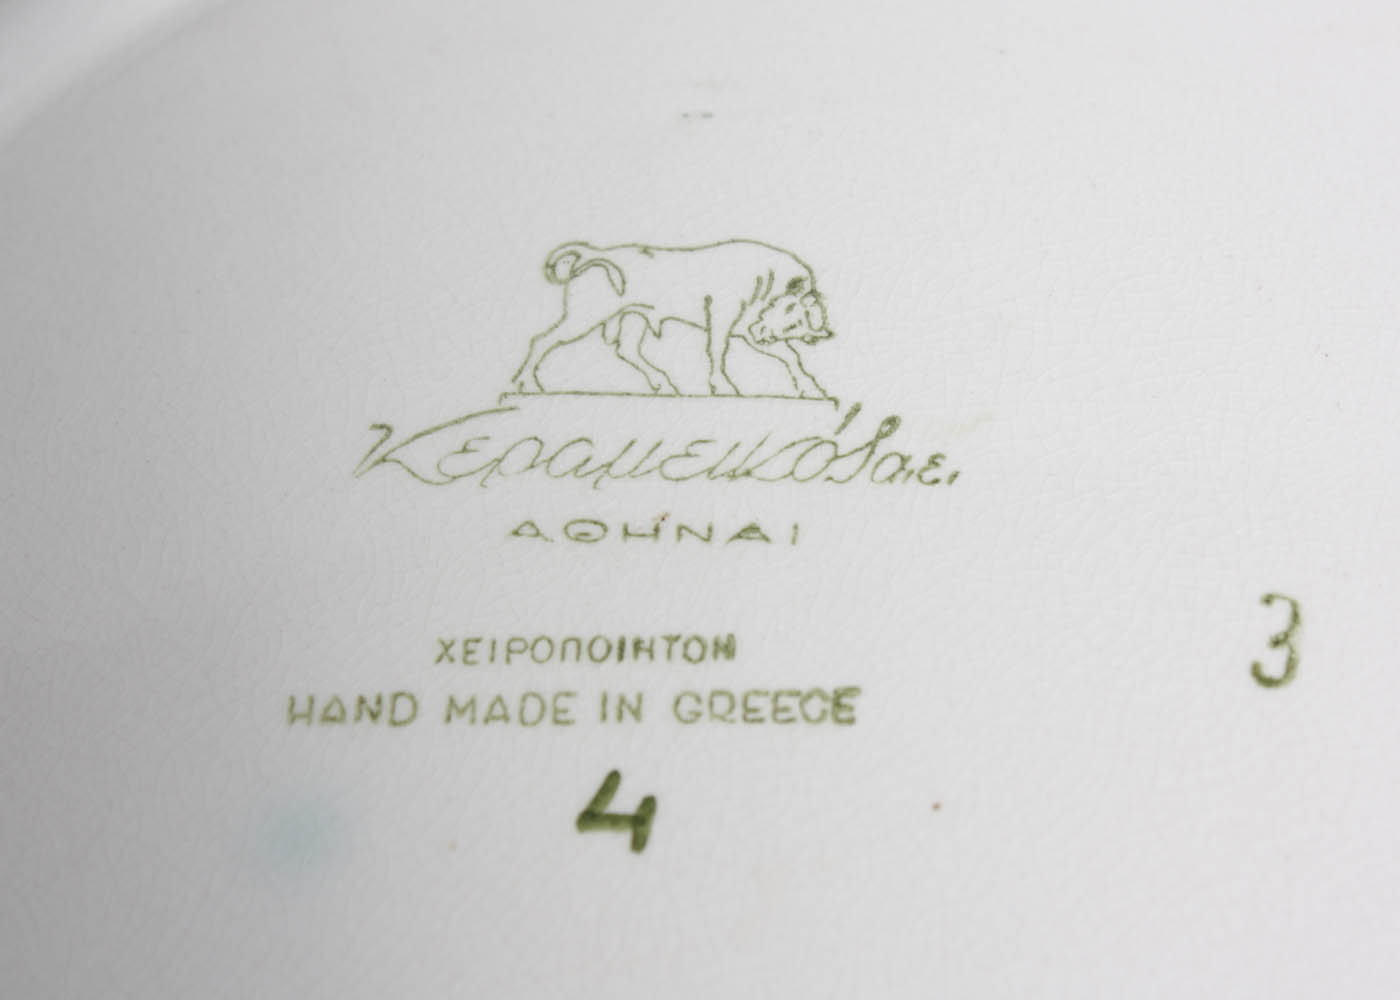 Κεραμεικός α.ε.
ΑΘΗΝΑΙ
ΧΕΙΡΟΠΟΙΗΤΟΝ
HAND MADE IN GREECE
3
4